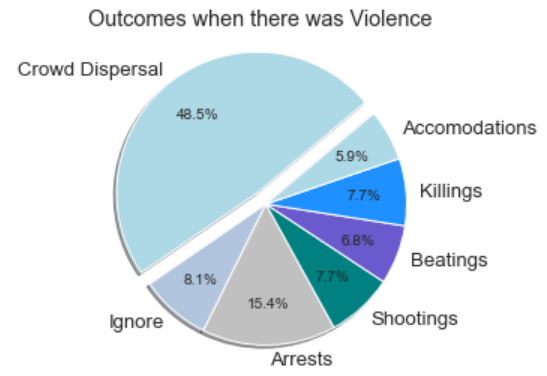 Outcomes when there was Violence
Crowd Dispersal
48.5%
Accomodations
5.9%
Killings
7.7%
Beatings
6.8%
Shootings
7.7%
Arrests
15.4%
Ignore
8.1%